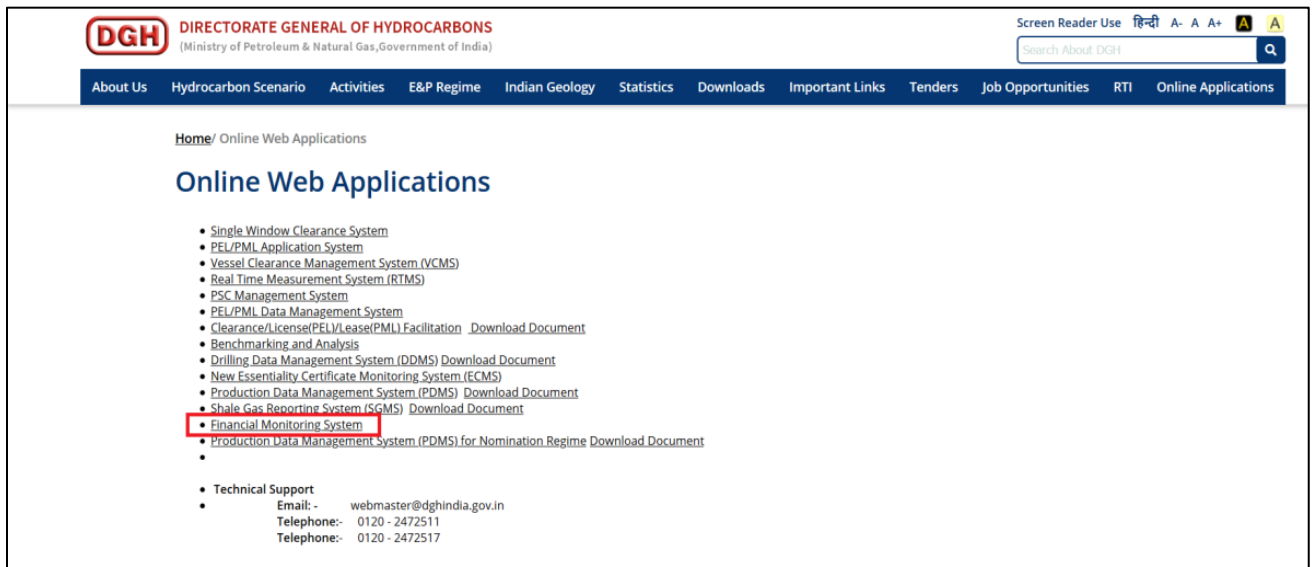 DGH
DIRECTORATE GENERAL OF HYDROCARBONS
(Ministry of Petroleum & Natural Gas,Government of India)
Screen Reader Use हिन्दी A- A A+ A A
Search About DGH
About Us Hydrocarbon Scenario Activities E&P Regime Indian Geology Statistics Downloads Important Links Tenders Job Opportunities RTI Online Applications
Home/ Online Web Applications
Online Web Applications
• Single Window Clearance System
• PEL/PML Application System
• Vessel Clearance Management System (VCMS)
• Real Time Measurement System (RTMS)
• PSC Management System
• PEL/PML Data Management System
• Clearance/License(PEL)/Lease(PML) Facilitation Download Document
• Benchmarking and Analysis
• Drilling Data Management System (DDMS) Download Document
• New Essentiality Certificate Monitoring System (ECMS)
• Production Data Management System (PDMS) Download Document
• Shale Gas Reporting System (SGMS) Download Document
• Financial Monitoring System
• Production Data Management System (PDMS) for Nomination Regime Download Document
•
• Technical Support
• Email: - webmaster@dghindia.gov.in
Telephone:- 0120 - 2472511
Telephone:- 0120 - 2472517